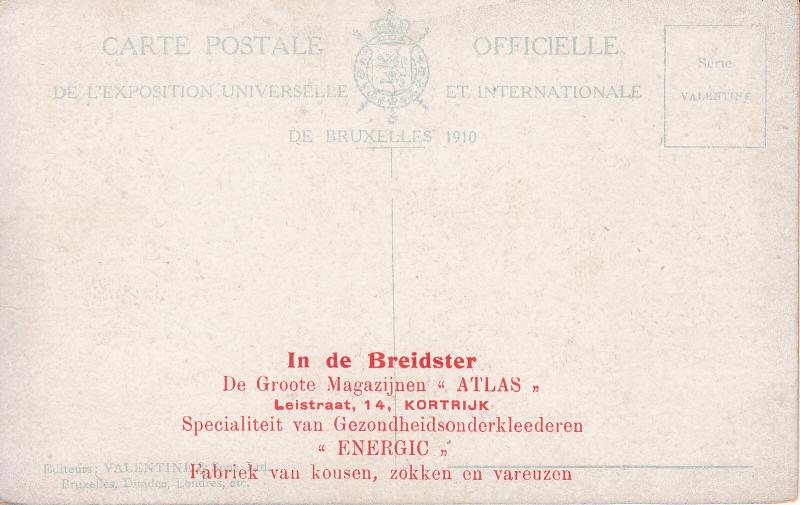 CARTE POSTALE OFFICIELLE
DE L'EXPOSITION UNIVERSELLE ET INTERNATIONALE
DE BRUXELLES 1910
Série
VALENTINE
In de Breidster
De Groote Magazijnen “ ATLAS „
Leistraat, 14, KORTRIJK
Specialiteit van Gezondheidsonderkleederen
“ ENERGIC „
Fabriek van kousen, zokken en vareuzen
Editeurs: VALENTINE & Sons, Ltd.
Bruxelles, Dundee, Londres, etc.